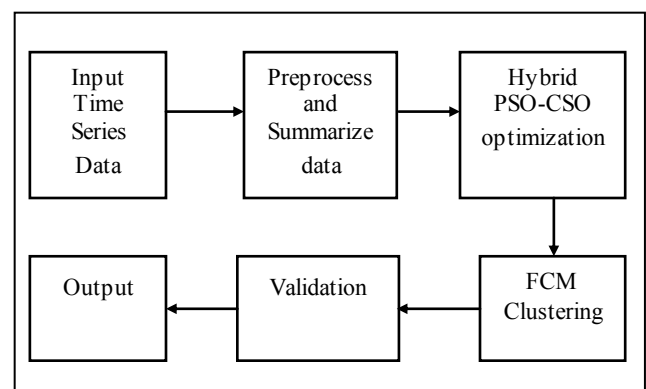 Input
Time
Series
Data
Preprocess
and
Summarize
data
Hybrid
PSO-CSO
optimization
Output
Validation
FCM
Clustering